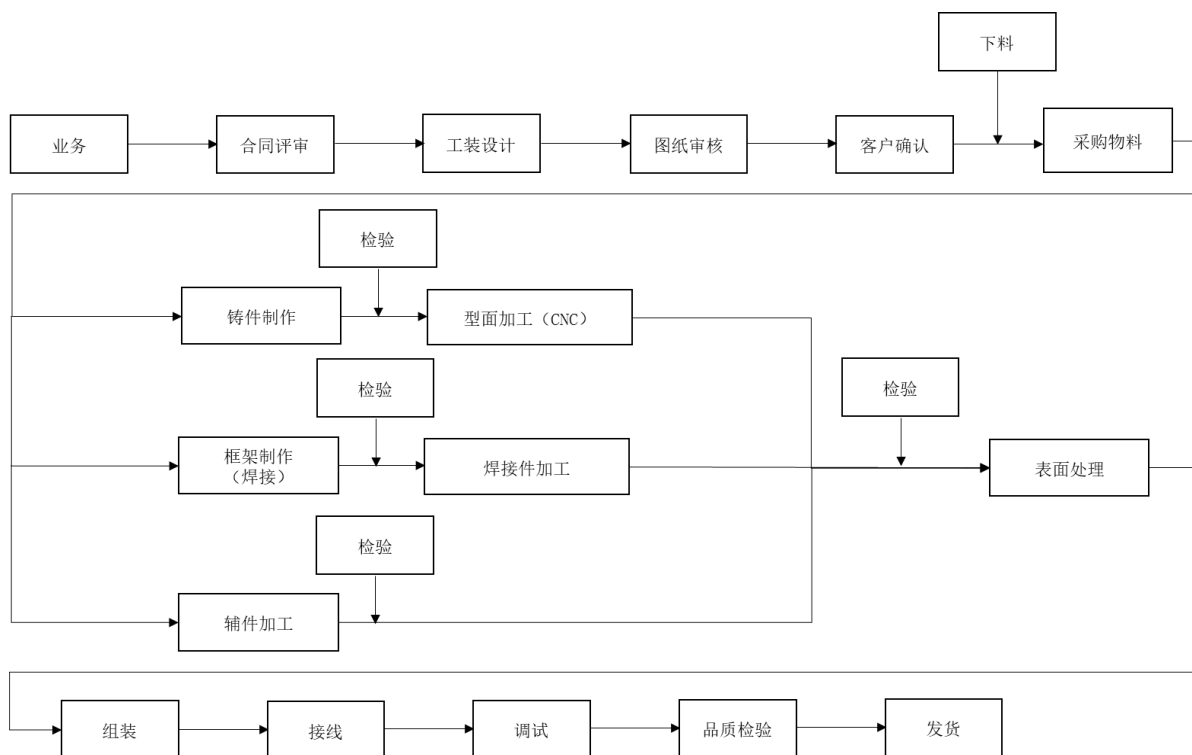 下料
业务
合同评审
工装设计
图纸审核
客户确认
采购物料
检验
铸件制作
型面加工（CNC）
检验
检验
框架制作
（焊接）
焊接件加工
表面处理
检验
辅件加工
组装
接线
调试
品质检验
发货